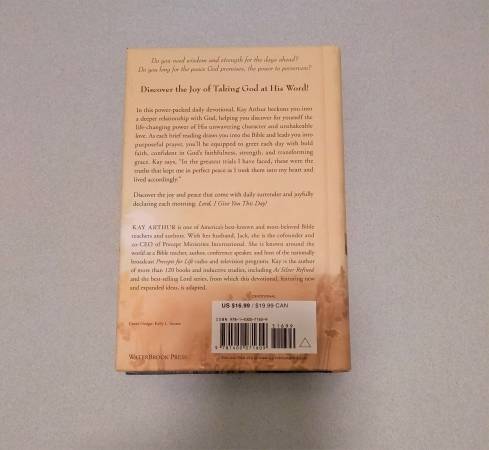 Do you need wisdom and strength for the days ahead?
Do you long for the peace God promises, the power to persevere?
Discover the Joy of Taking God at His Word!
In this power-packed daily devotional, Kay Arthur beckons you into
a deeper relationship with God, helping you discover for yourself the
life-changing power of His unwavering character and unshakeable
love. As each brief reading draws you into the Bible and leads you into
purposeful prayer, you'll be equipped to greet each day with bold
faith, confident in God's faithfulness, strength, and transforming
grace. Kay says, "In the greatest trials I have faced, these were the
truths that kept me in perfect peace as I took them into my heart and
lived accordingly."
Discover the joy and peace that come with daily surrender and joyfully
declaring each morning: Lord, I Give You This Day!
KAY ARTHUR is one of America's best-known and most-beloved Bible
teachers and authors. With her husband, Jack, she is the cofounder and
co-CEO of Precept Ministries International. She is known around the
world as a Bible teacher, author, conference speaker, and host of the nationally
broadcast Precepts for Life radio and television programs. Kay is the author
of more than 120 books and inductive studies, including As Silver Refined
and the best-selling Lord series, from which this devotional, featuring new
and expanded ideas, is adapted.
DEVOTIONAL
US $16.99 / $19.99 CAN
ISBN 978-1-4000-7160-9
51699
9 781400 071609
Cover Design: Kelly L. Howard
WATERBROOK PRESS